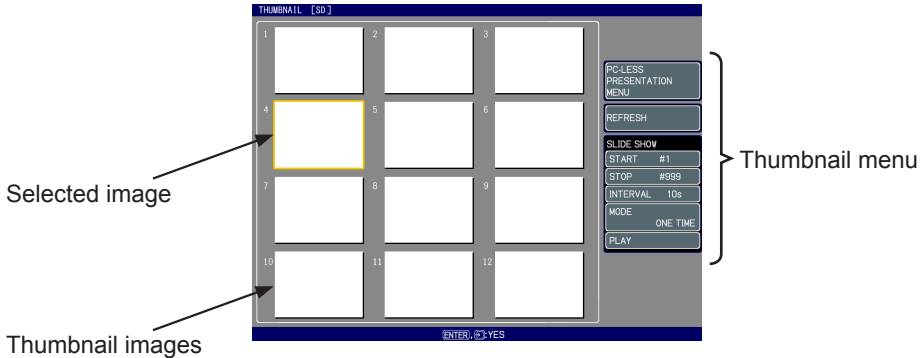 THUMBNAIL [SD]
1 2 3
4 5 6
7 8 9
10 11 12
PC-LESS
PRESENTATION
MENU
REFRESH
SLIDE SHOW
START #1
STOP #999
INTERVAL 10s
MODE
ONE TIME
PLAY
[ENTER],:YES
Selected image
Thumbnail images
Thumbnail menu